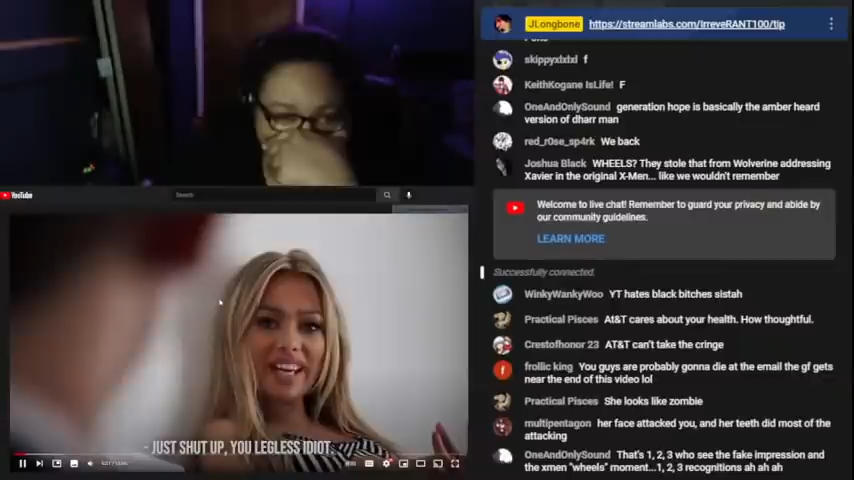 JLongbone https://streamlabs.com/IrreveRANT100/tip
skippyxlxlxl f
KeithKogane IsLife! F
OneAndOnlySound generation hope is basically the amber heard
version of dharr man
red_r0se_sp4rk We back
Joshua Black WHEELS? They stole that from Wolverine addressing
Xavier in the original X-Men... like we wouldn't remember
Welcome to live chat! Remember to guard your privacy and abide by
our community guidelines.
LEARN MORE
Successfully connected.
WinkyWankyWoo YT hates black bitches sistah
Practical Pisces At&T cares about your health. How thoughtful.
Crestofhonor 23 AT&T can't take the cringe
frollic king You guys are probably gonna die at the email the gf gets
near the end of this video lol
Practical Pisces She looks like zombie
multipentagon her face attacked you, and her teeth did most of the
attacking
OneAndOnlySound That's 1, 2, 3 who see the fake impression and
the xmen "wheels" moment...1, 2, 3 recognitions ah ah ah
YouTube
Search
- JUST SHUT UP, YOU LEGLESS IDIOT.